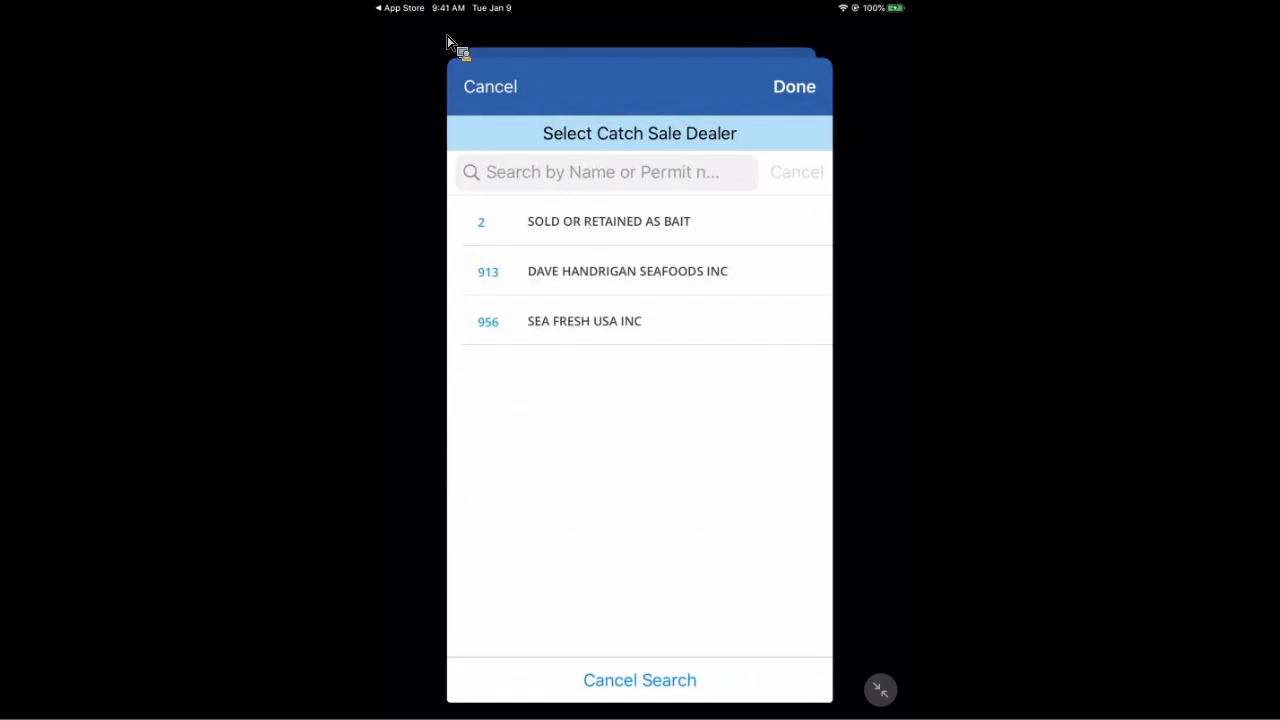 ◀ App Store 9:41 AM Tue Jan 9 100%
Cancel Done
Select Catch Sale Dealer
Search by Name or Permit n... Cancel
2 SOLD OR RETAINED AS BAIT
913 DAVE HANDRIGAN SEAFOODS INC
956 SEA FRESH USA INC
Cancel Search